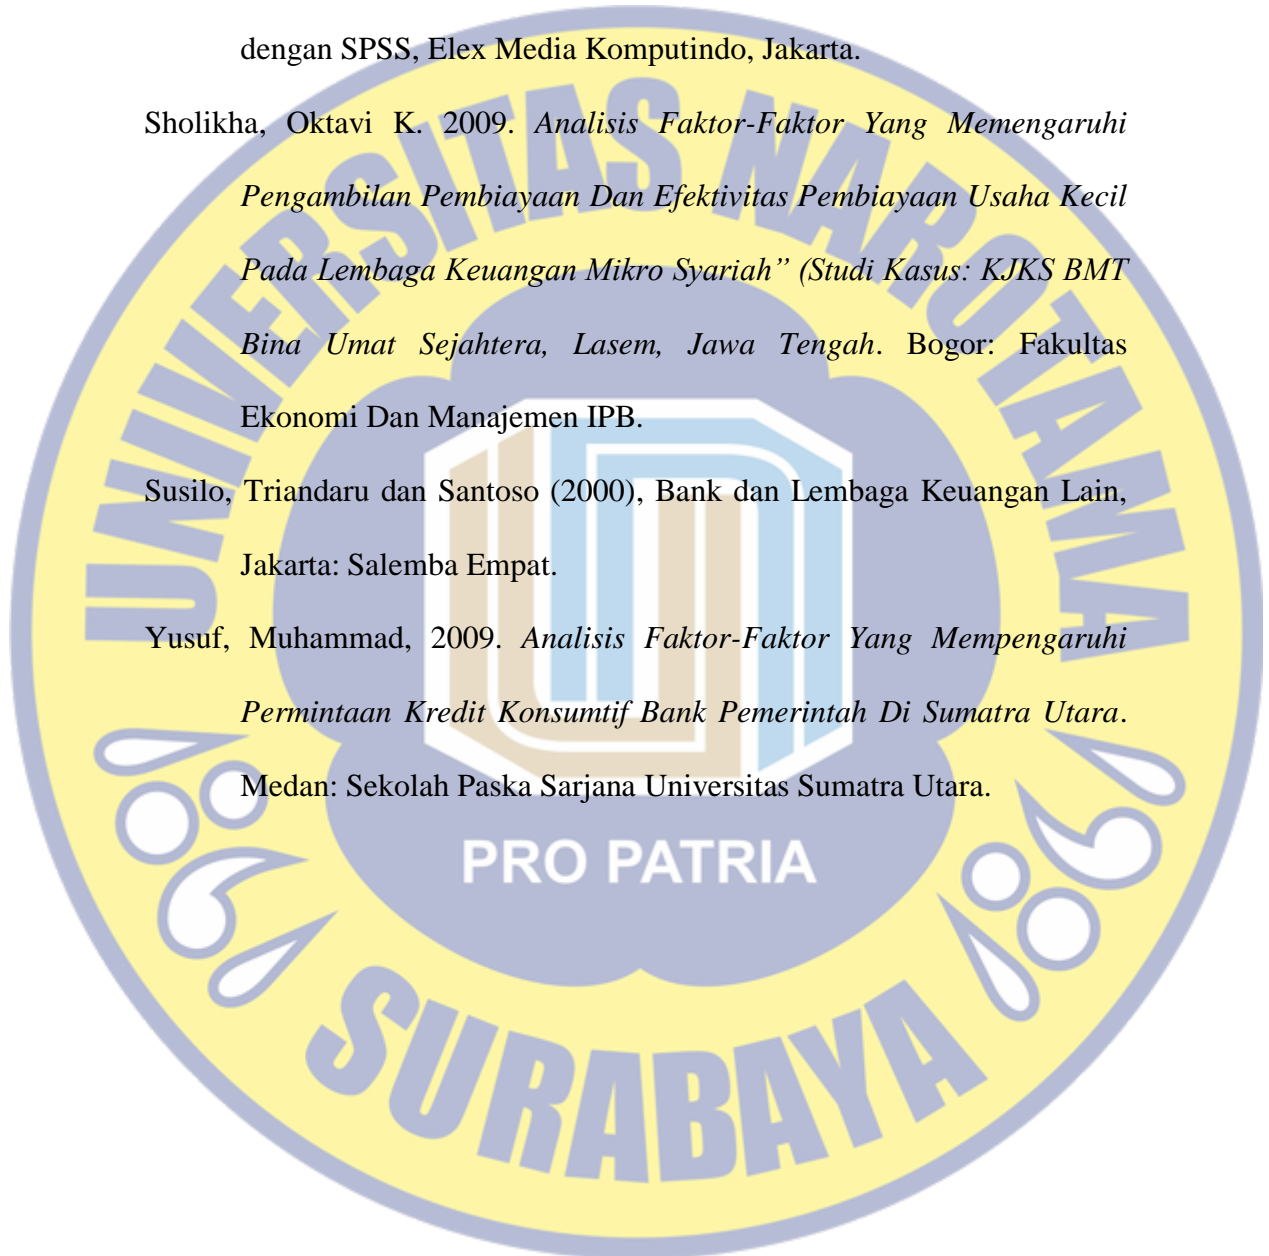 dengan SPSS, Elex Media Komputindo, Jakarta.
Sholikha, Oktavi K. 2009. Analisis Faktor-Faktor Yang Memengaruhi
Pengambilan Pembiayaan Dan Efektivitas Pembiayaan Usaha Kecil
Pada Lembaga Keuangan Mikro Syariah” (Studi Kasus: KJKS BMT
Bina Umat Sejahtera, Lasem, Jawa Tengah. Bogor: Fakultas
Ekonomi Dan Manajemen IPB.
Susilo, Triandaru dan Santoso (2000), Bank dan Lembaga Keuangan Lain,
Jakarta: Salemba Empat.
Yusuf, Muhammad, 2009. Analisis Faktor-Faktor Yang Mempengaruhi
Permintaan Kredit Konsumtif Bank Pemerintah Di Sumatra Utara.
Medan: Sekolah Paska Sarjana Universitas Sumatra Utara.
UNIVERSITAS NAROTAMA
PRO PATRIA
SURABAYA